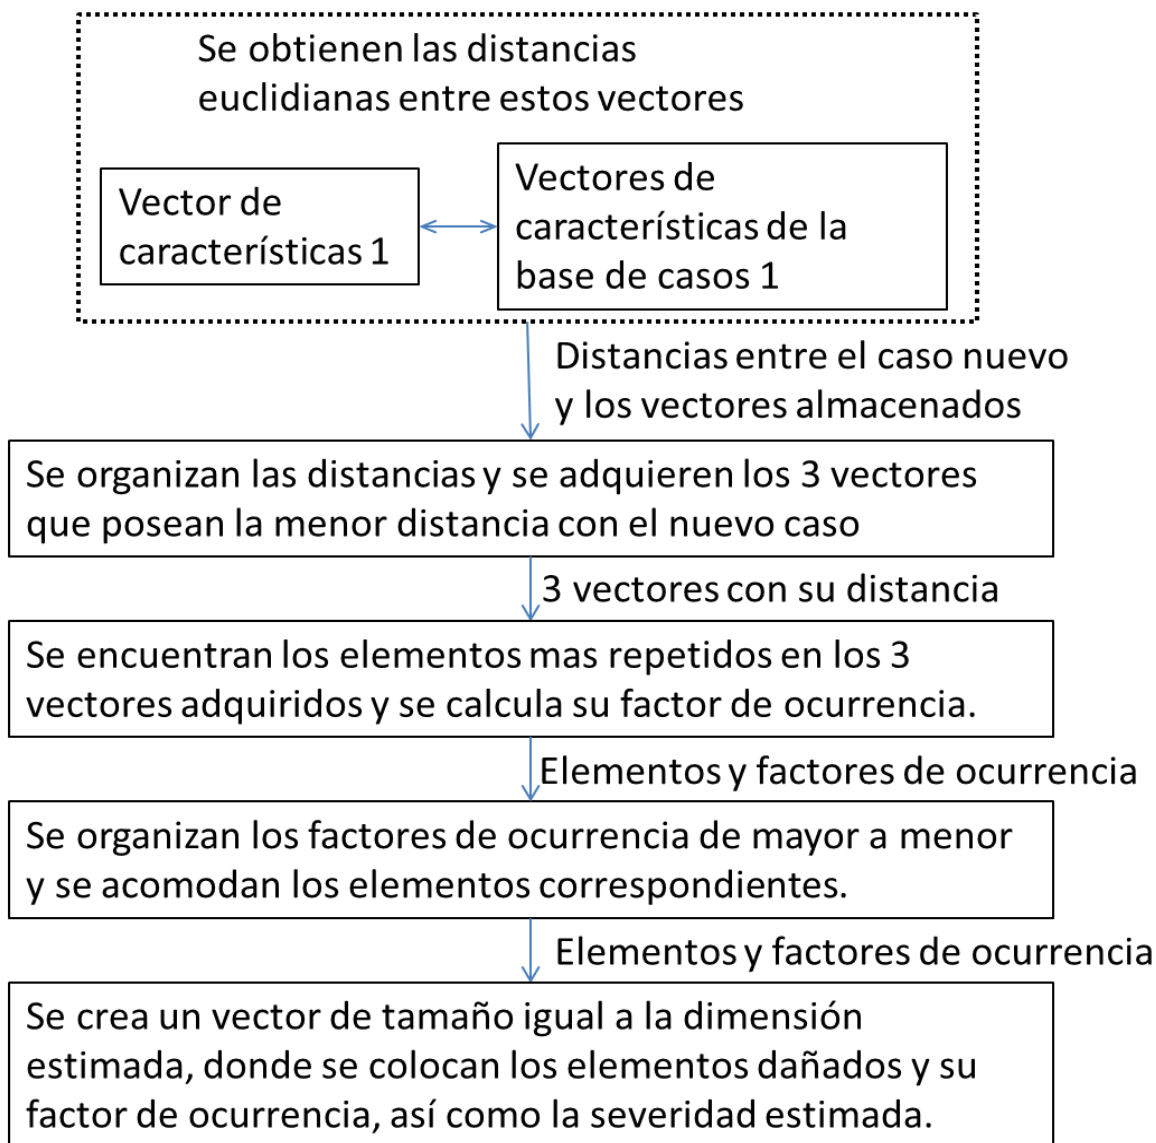 Se obtienen las distancias
euclidianas entre estos vectores
Vector de
características 1
Vectores de
características de la
base de casos 1
Distancias entre el caso nuevo
y los vectores almacenados
Se organizan las distancias y se adquieren los 3 vectores
que posean la menor distancia con el nuevo caso
3 vectores con su distancia
Se encuentran los elementos mas repetidos en los 3
vectores adquiridos y se calcula su factor de ocurrencia.
Elementos y factores de ocurrencia
Se organizan los factores de ocurrencia de mayor a menor
y se acomodan los elementos correspondientes.
Elementos y factores de ocurrencia
Se crea un vector de tamaño igual a la dimensión
estimada, donde se colocan los elementos dañados y su
factor de ocurrencia, así como la severidad estimada.